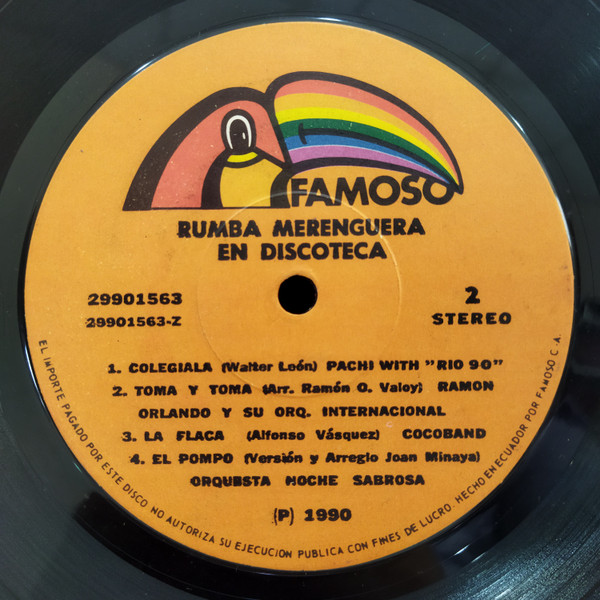 FAMOSO
RUMBA MERENGUERA
EN DISCOTECA
29901563
29901563-Z
2
STEREO
1. COLEGIALA (Walter León) PACHI WITH "RIO 90"
2. TOMA Y TOMA (Arr. Ramón O. Valoy) RAMON
ORLANDO Y SU ORQ. INTERNACIONAL
3. LA FLACA (Alfonso Vásquez) COCOBAND
4. EL POMPO (Versión y Arreglo Joan Minaya)
ORQUESTA NOCHE SABROSA
(P) 1990
EL IMPORTE PAGADO POR ESTE DISCO NO AUTORIZA SU EJECUCION PUBLICA CON FINES DE LUCRO. HECHO EN ECUADOR POR FAMOSO C.A.